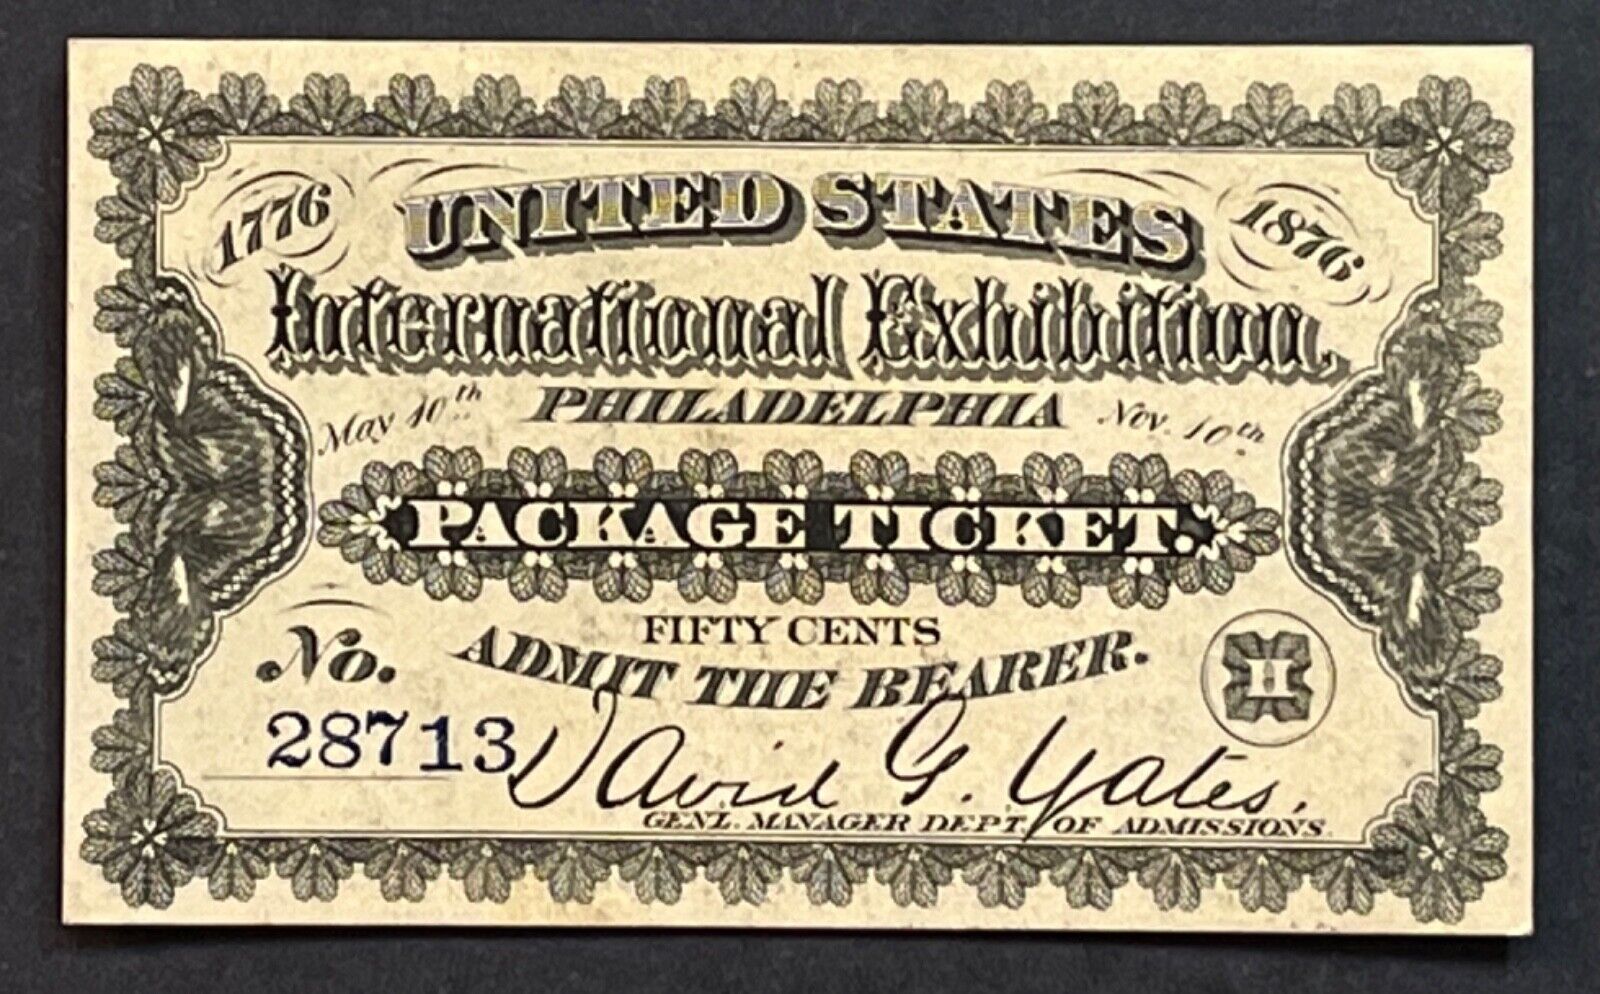 1776 UNITED STATES 1876
International Exhibition,
May 10th PHILADELPHIA Nov. 10th
PACKAGE TICKET.
FIFTY CENTS
No. ADMIT THE BEARER. H
28713 David G. Yates.
GENL. MANAGER DEPT. OF ADMISSIONS.